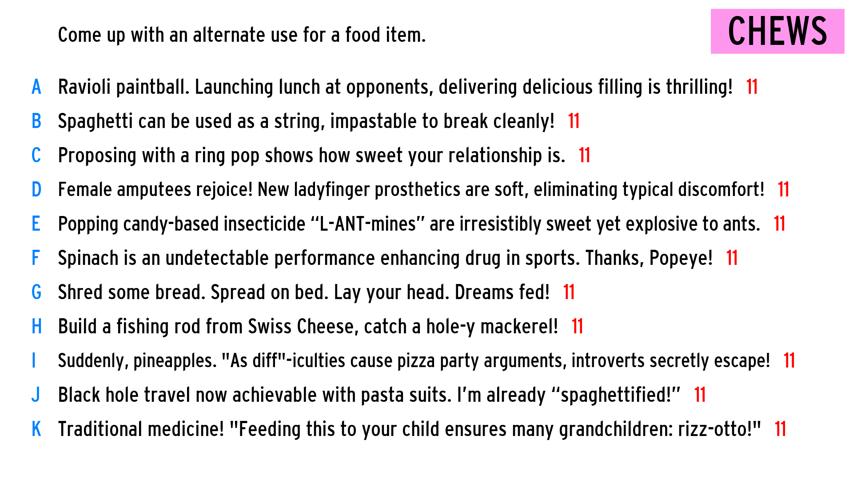 Come up with an alternate use for a food item.
CHEWS
A Ravioli paintball. Launching lunch at opponents, delivering delicious filling is thrilling! 11
B Spaghetti can be used as a string, impastable to break cleanly! 11
C Proposing with a ring pop shows how sweet your relationship is. 11
D Female amputees rejoice! New ladyfinger prosthetics are soft, eliminating typical discomfort! 11
E Popping candy-based insecticide “L-ANT-mines” are irresistibly sweet yet explosive to ants. 11
F Spinach is an undetectable performance enhancing drug in sports. Thanks, Popeye! 11
G Shred some bread. Spread on bed. Lay your head. Dreams fed! 11
H Build a fishing rod from Swiss Cheese, catch a hole-y mackerel! 11
I Suddenly, pineapples. "As diff"-iculties cause pizza party arguments, introverts secretly escape! 11
J Black hole travel now achievable with pasta suits. I’m already “spaghettified!” 11
K Traditional medicine! "Feeding this to your child ensures many grandchildren: rizz-otto!" 11